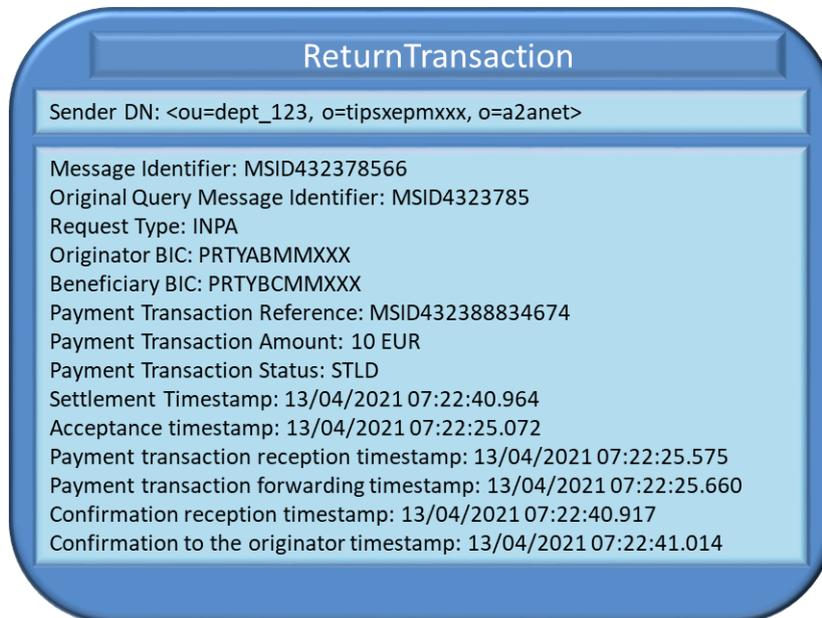 ReturnTransaction
Sender DN: <ou=dept_123, o=tipsxepmxxx, o=a2anet>
Message Identifier: MSID432378566
Original Query Message Identifier: MSID4323785
Request Type: INPA
Originator BIC: PRTYABMMXXX
Beneficiary BIC: PRTYBCMMXXX
Payment Transaction Reference: MSID432388834674
Payment Transaction Amount: 10 EUR
Payment Transaction Status: STLD
Settlement Timestamp: 13/04/2021 07:22:40.964
Acceptance timestamp: 13/04/2021 07:22:25.072
Payment transaction reception timestamp: 13/04/2021 07:22:25.575
Payment transaction forwarding timestamp: 13/04/2021 07:22:25.660
Confirmation reception timestamp: 13/04/2021 07:22:40.917
Confirmation to the originator timestamp: 13/04/2021 07:22:41.014